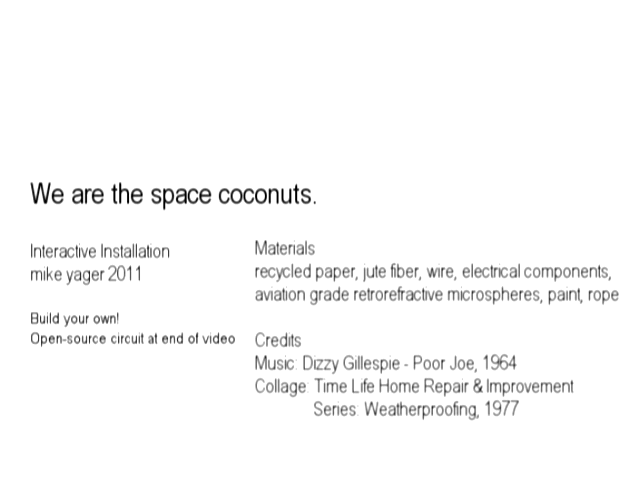 We are the space coconuts.
Interactive Installation
mike yager 2011
Build your own!
Open-source circuit at end of video
Materials
recycled paper, jute fiber, wire, electrical components,
aviation grade retrorefractive microspheres, paint, rope
Credits
Music: Dizzy Gillespie - Poor Joe, 1964
Collage: Time Life Home Repair & Improvement
Series: Weatherproofing, 1977